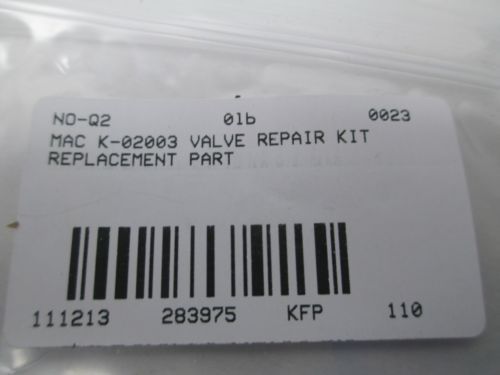 NO-Q2 01b 0023
MAC K-02003 VALVE REPAIR KIT
REPLACEMENT PART
111213 283975 KFP 110